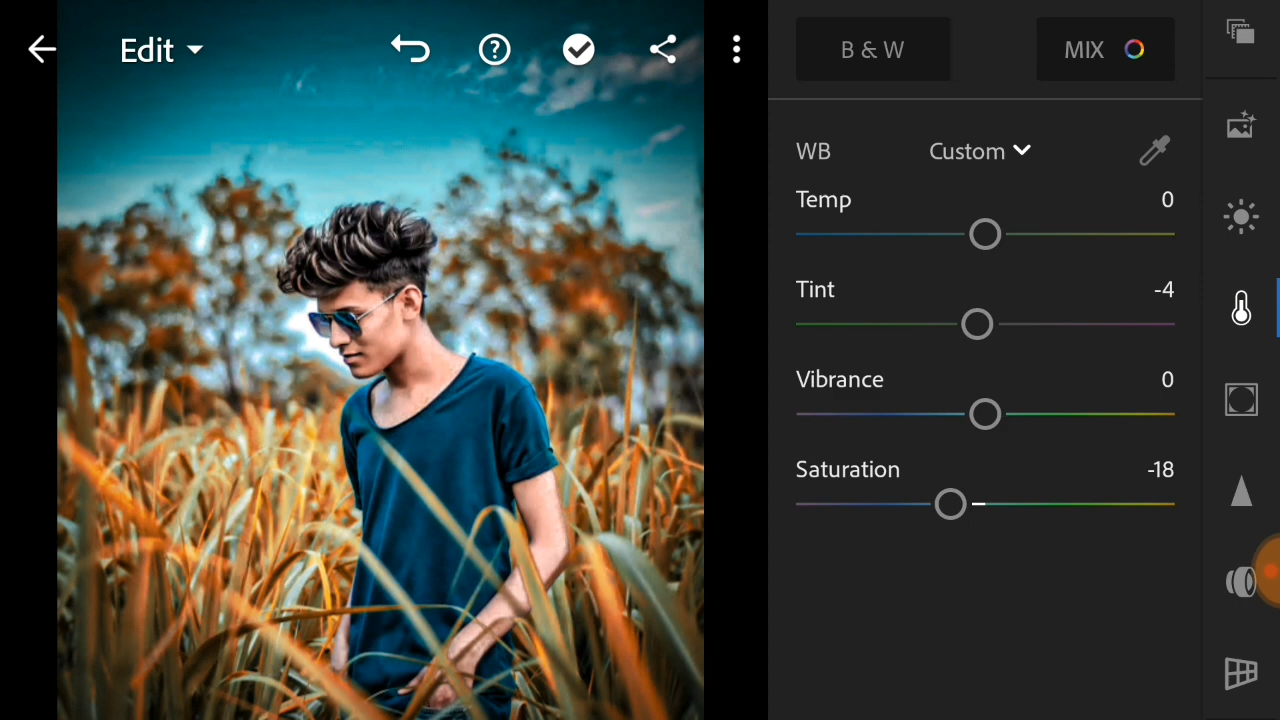 Edit
B & W
MIX
WB Custom
Temp 0
Tint -4
Vibrance 0
Saturation -18